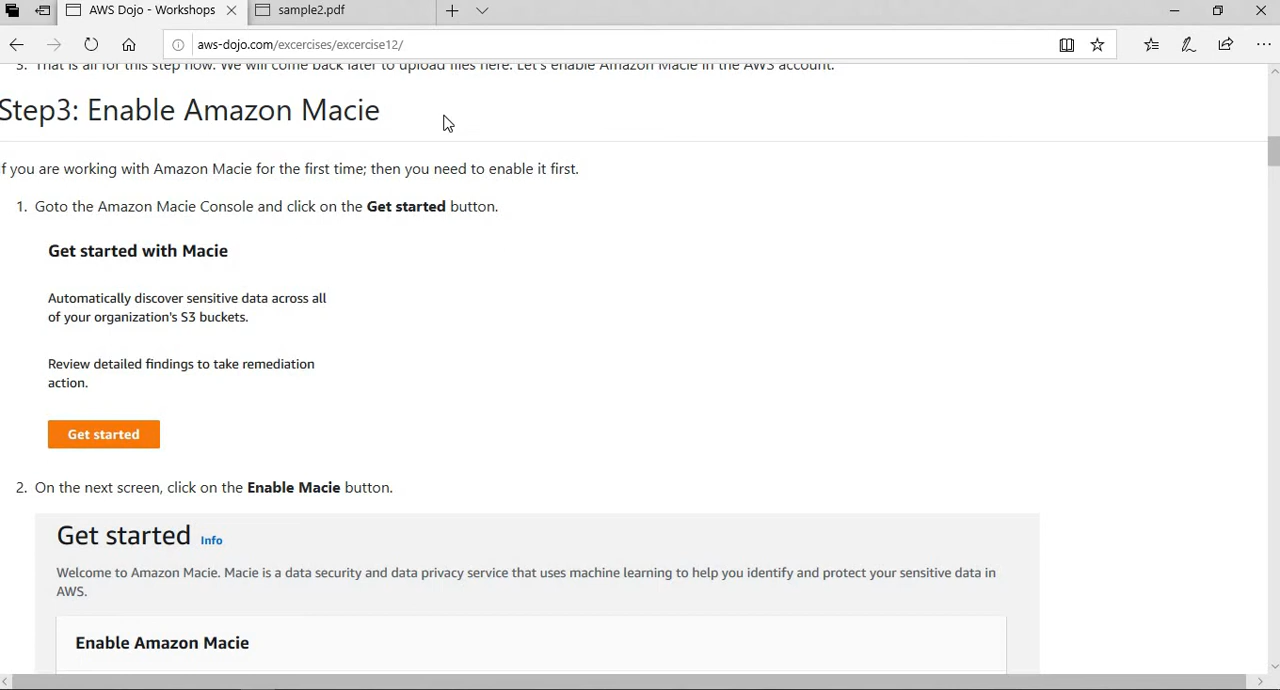 AWS Dojo - Workshops
sample2.pdf
aws-dojo.com/excercises/excercise12/
3. That is all for this step now. We will come back later to upload files here. Let's enable Amazon Macie in the AWS account.
Step3: Enable Amazon Macie
f you are working with Amazon Macie for the first time; then you need to enable it first.
1. Goto the Amazon Macie Console and click on the Get started button.
Get started with Macie
Automatically discover sensitive data across all
of your organization's S3 buckets.
Review detailed findings to take remediation
action.
Get started
2. On the next screen, click on the Enable Macie button.
Get started Info
Welcome to Amazon Macie. Macie is a data security and data privacy service that uses machine learning to help you identify and protect your sensitive data in
AWS.
Enable Amazon Macie